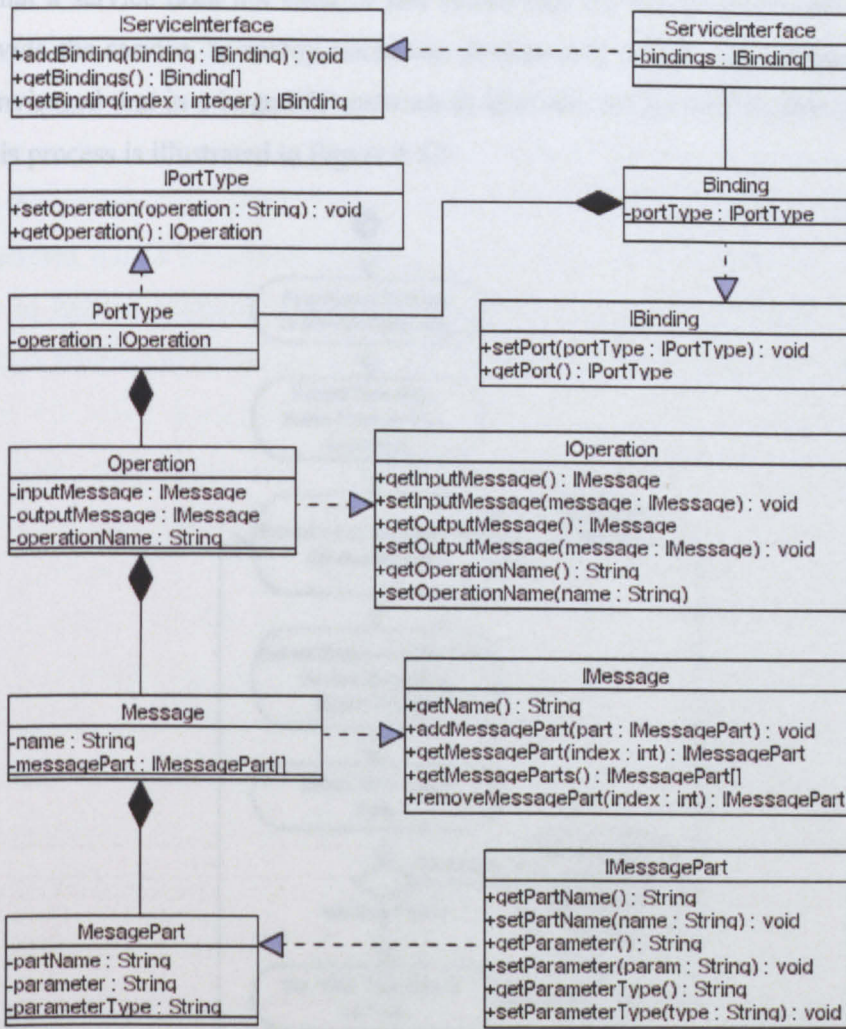 IServiceInterface
+addBinding(binding : IBinding) : void
+getBindings() : IBinding[]
+getBinding(index : integer) : IBinding
ServiceInterface
-bindings : IBinding[]
IPortType
+setOperation(operation : String) : void
+getOperation() : IOperation
Binding
-portType : IPortType
PortType
-operation : IOperation
IBinding
+setPort(portType : IPortType) : void
+getPort() : IPortType
Operation
-inputMessage : IMessage
-outputMessage : IMessage
-operationName : String
IOperation
+getInputMessage() : IMessage
+setInputMessage(message : IMessage) : void
+getOutputMessage() : IMessage
+setOutputMessage(message : IMessage) : void
+getOperationName() : String
+setOperationName(name : String)
Message
-name : String
-messagePart : IMessagePart[]
IMessage
+getName() : String
+addMessagePart(part : IMessagePart) : void
+getMessagePart(index : int) : IMessagePart
+getMessageParts() : IMessagePart[]
+removeMessagePart(index : int) : IMessagePart
MesagePart
-partName : String
-parameter : String
-parameterType : String
IMessagePart
+getPartName() : String
+setPartName(name : String) : void
+getParameter() : String
+setParameter(param : String) : void
+getParameterType() : String
+setParameterType(type : String) : void